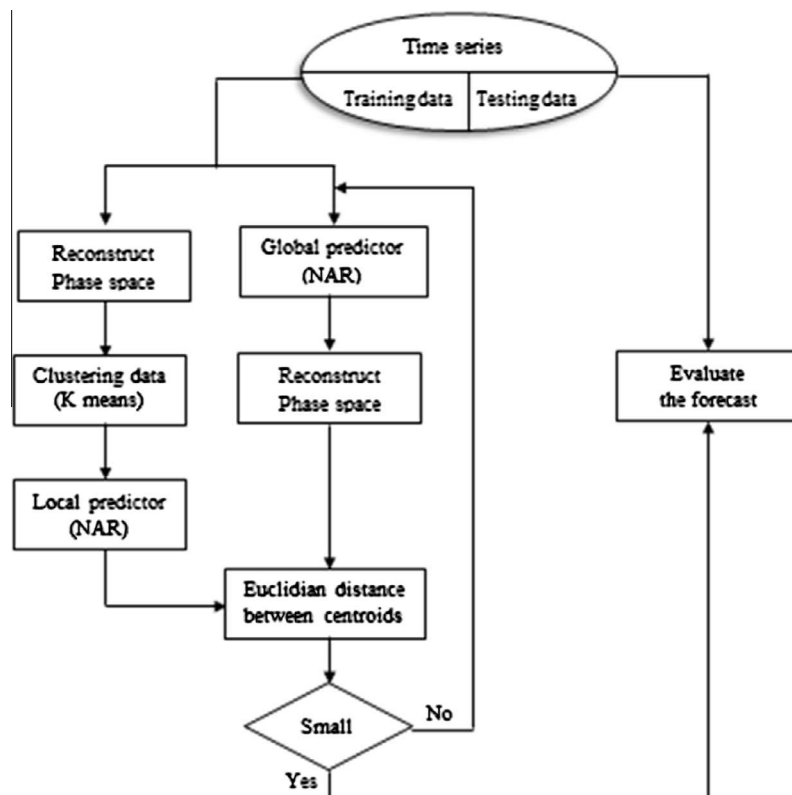 Time series
Training data
Testing data
Reconstruct
Phase space
Global predictor
(NAR)
Clustering data
(K means)
Reconstruct
Phase space
Evaluate
the forecast
Local predictor
(NAR)
Euclidian distance
between centroids
Small
No
Yes